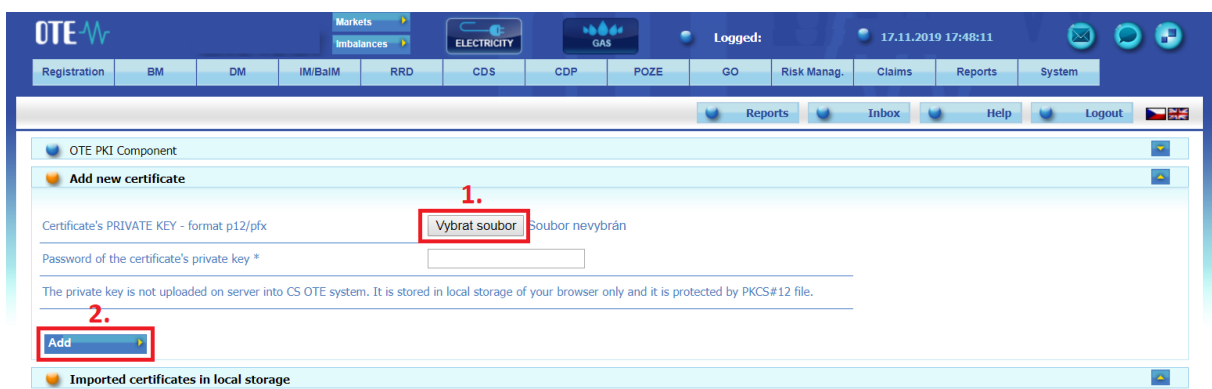 OTE
Markets
Imbalances
ELECTRICITY
GAS
Logged:
17.11.2019 17:48:11
Registration BM DM IM/BalM RRD CDS CDP POZE GO Risk Manag. Claims Reports System
Reports Inbox Help Logout
OTE PKI Component
Add new certificate
1.
Certificate's PRIVATE KEY - format p12/pfx Vybrat soubor Soubor nevybrán
Password of the certificate's private key *
The private key is not uploaded on server into CS OTE system. It is stored in local storage of your browser only and it is protected by PKCS#12 file.
2.
Add
Imported certificates in local storage